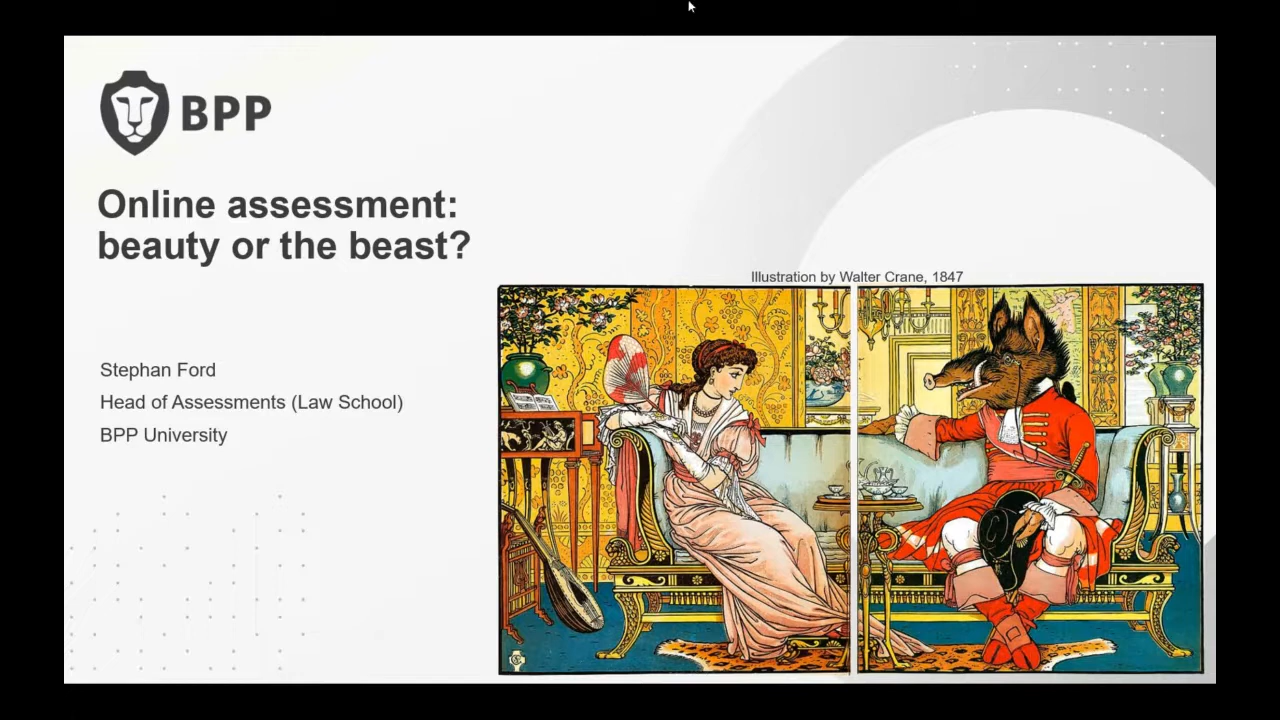 BPP
Online assessment:
beauty or the beast?
Illustration by Walter Crane, 1847
Stephan Ford
Head of Assessments (Law School)
BPP University